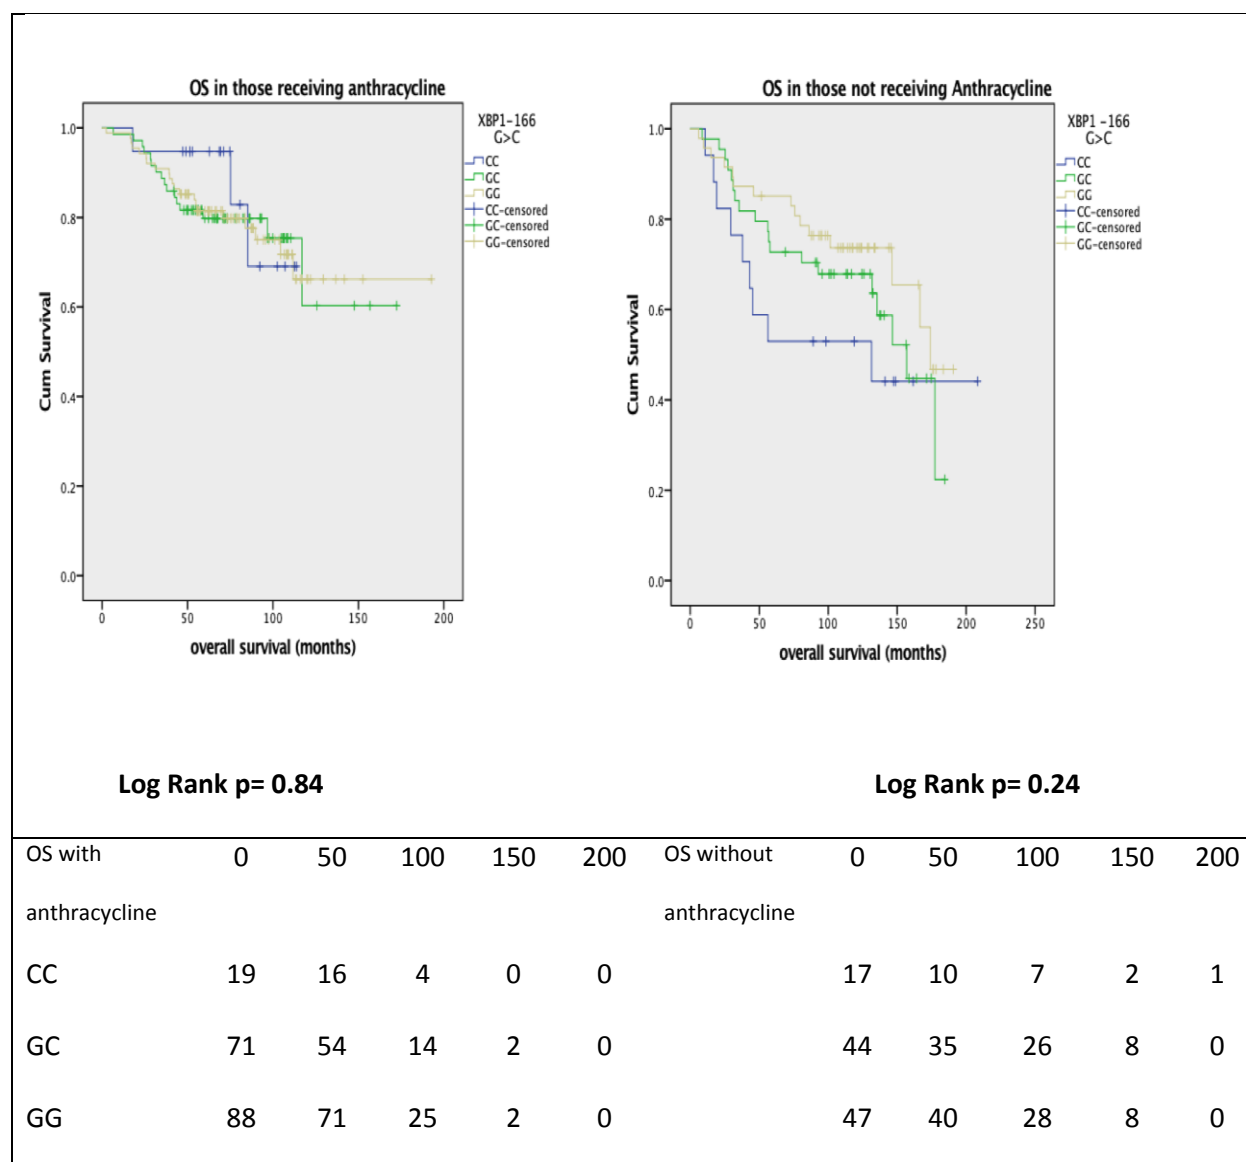 OS in those receiving anthracycline
XBP1-166
G>C
CC
GC
GG
CC-censored
GC-censored
GG-censored
Cum Survival
1.0
0.8
0.6
0.4
0.2
0.0
0 50 100 150 200
overall survival (months)
OS in those not receiving Anthracycline
XBP1 -166
G>C
CC
GC
GG
CC-censored
GC-censored
GG-censored
Cum Survival
1.0
0.8
0.6
0.4
0.2
0.0
0 50 100 150 200 250
overall survival (months)
Log Rank p= 0.84
Log Rank p= 0.24
OS with 0 50 100 150 200 OS without 0 50 100 150 200
anthracycline anthracycline
CC 19 16 4 0 0 17 10 7 2 1
GC 71 54 14 2 0 44 35 26 8 0
GG 88 71 25 2 0 47 40 28 8 0